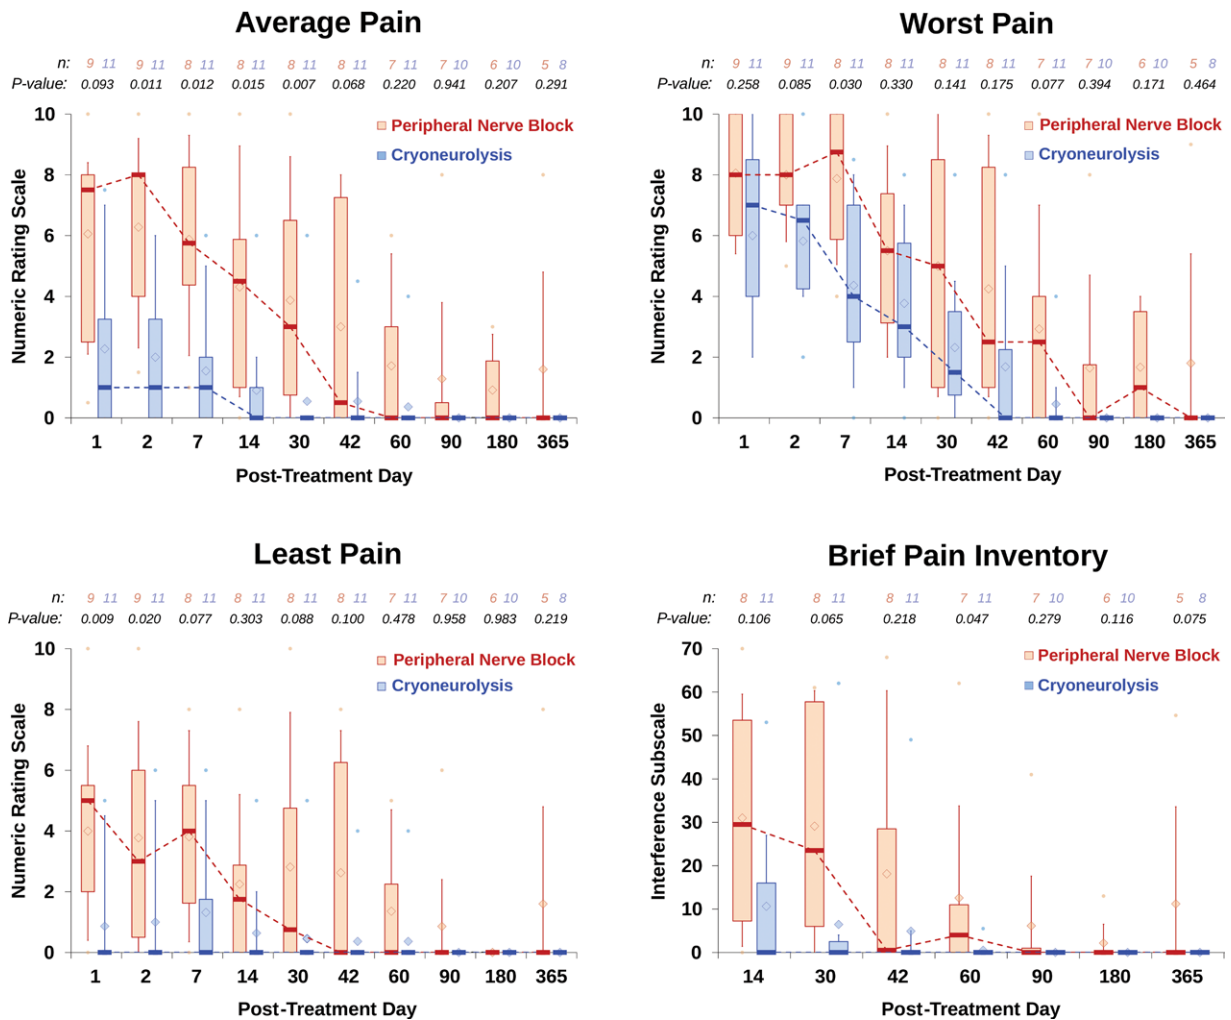 Average Pain
n: 9 11 9 11 8 11 8 11 8 11 8 11 7 11 7 10 6 10 5 8
P-value: 0.093 0.011 0.012 0.015 0.007 0.068 0.220 0.941 0.207 0.291
10
8
6
4
2
0
Numeric Rating Scale
Peripheral Nerve Block
Cryoneurolysis
1 2 7 14 30 42 60 90 180 365
Post-Treatment Day
Worst Pain
n: 9 11 9 11 8 11 8 11 8 11 8 11 7 11 7 10 6 10 5 8
P-value: 0.258 0.085 0.030 0.330 0.141 0.175 0.077 0.394 0.171 0.464
10
8
6
4
2
0
Numeric Rating Scale
Peripheral Nerve Block
Cryoneurolysis
1 2 7 14 30 42 60 90 180 365
Post-Treatment Day
Least Pain
n: 9 11 9 11 8 11 8 11 8 11 8 11 7 11 7 10 6 10 5 8
P-value: 0.009 0.020 0.077 0.303 0.088 0.100 0.478 0.958 0.983 0.219
10
8
6
4
2
0
Numeric Rating Scale
Peripheral Nerve Block
Cryoneurolysis
1 2 7 14 30 42 60 90 180 365
Post-Treatment Day
Brief Pain Inventory
n: 8 11 8 11 8 11 7 11 7 10 6 10 5 8
P-value: 0.106 0.065 0.218 0.047 0.279 0.116 0.075
70
60
50
40
30
20
10
0
Interference Subscale
Peripheral Nerve Block
Cryoneurolysis
14 30 42 60 90 180 365
Post-Treatment Day